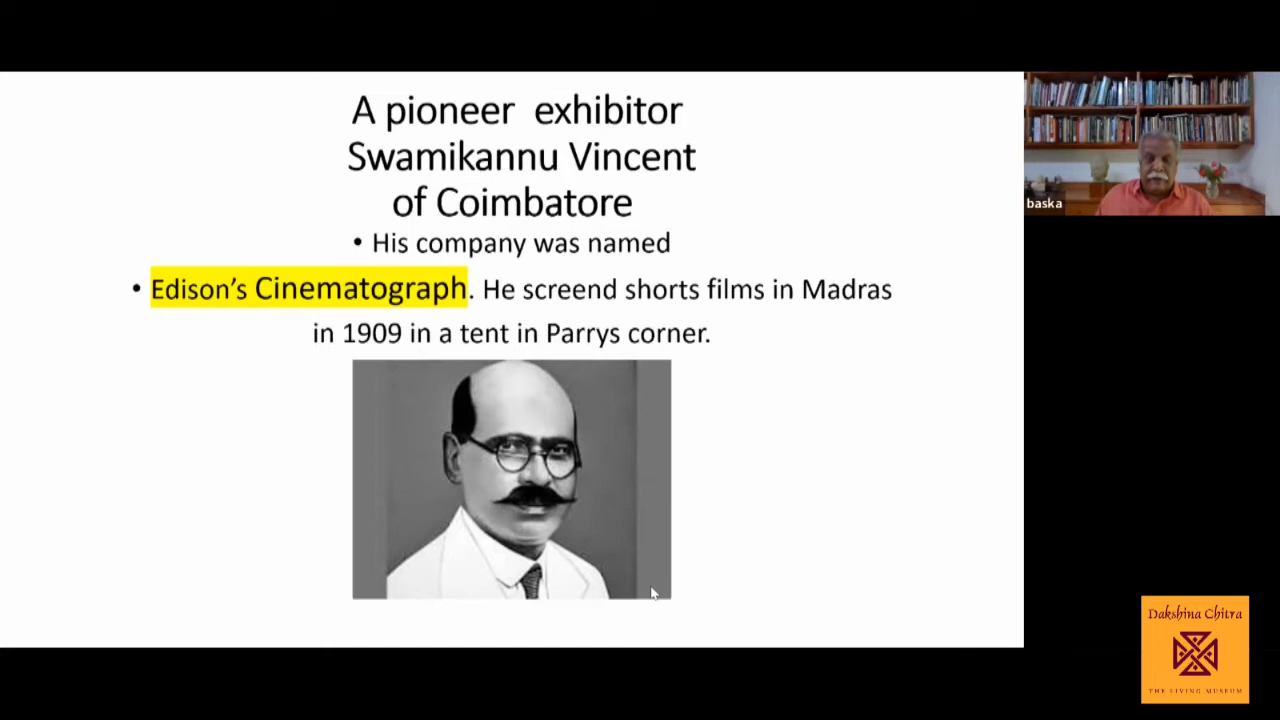 A pioneer exhibitor
Swamikannu Vincent
of Coimbatore
• His company was named
• Edison's Cinematograph. He screend shorts films in Madras
in 1909 in a tent in Parrys corner.
baska
Dakshina Chitra
THE LIVING MUSEUM